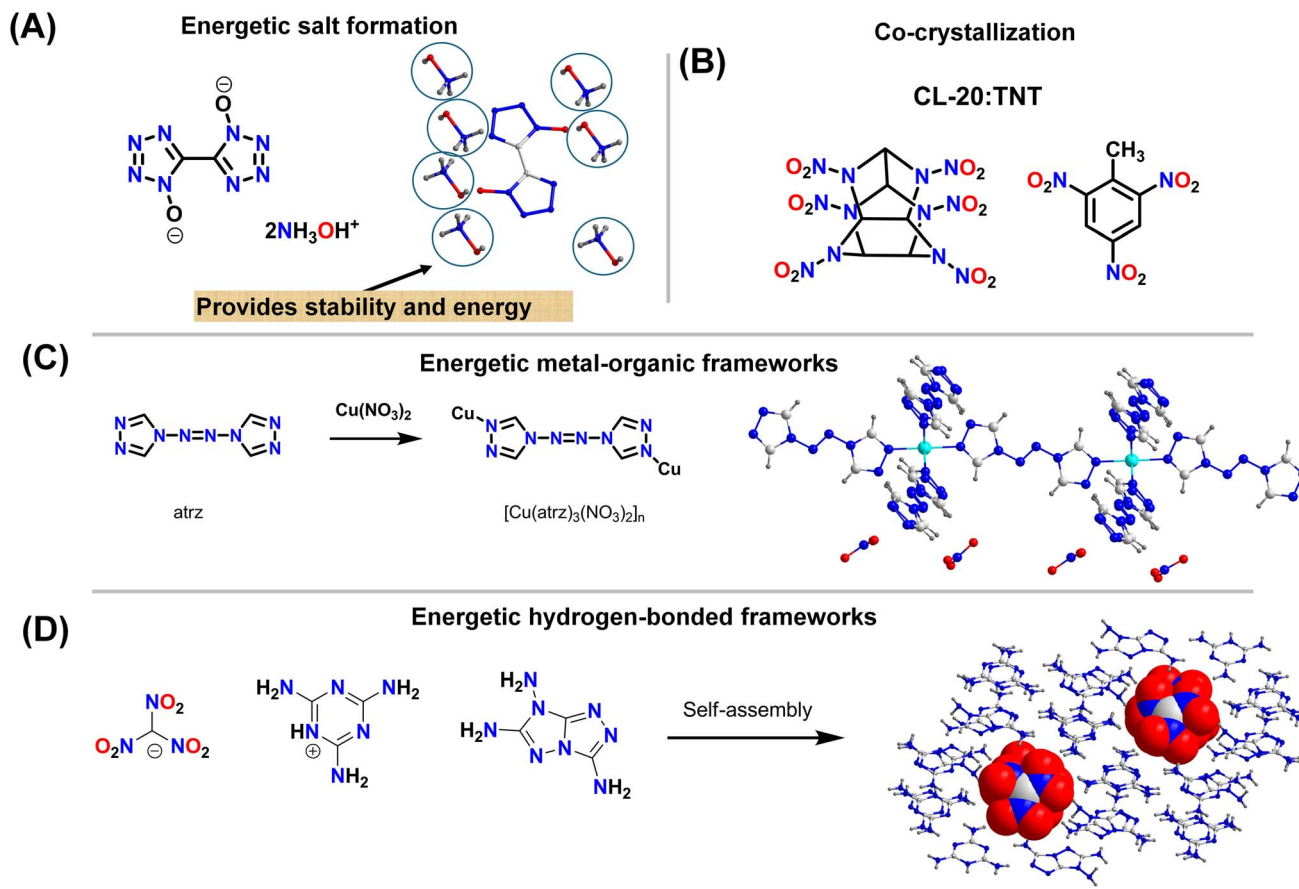 (A)
Energetic salt formation
⊖
O
N N N N
N N N N
O
⊖
2NH₃OH⁺
Provides stability and energy
Co-crystallization
(B)
CL-20:TNT
O₂N N N NO₂
O₂N N N NO₂
O₂N N N NO₂
CH₃
O₂N NO₂
NO₂
(C)
Energetic metal-organic frameworks
N N N N=N N N N
Cu(NO₃)₂
Cu
N N N N=N N N N
Cu
atrz
[Cu(atrz)₃(NO₃)₂]ₙ
(D)
Energetic hydrogen-bonded frameworks
NO₂
O₂N NO₂
⊖
H₂N N NH₂
HN N
⊕
NH₂
H₂N
N N N
H₂N N N
NH₂
Self-assembly